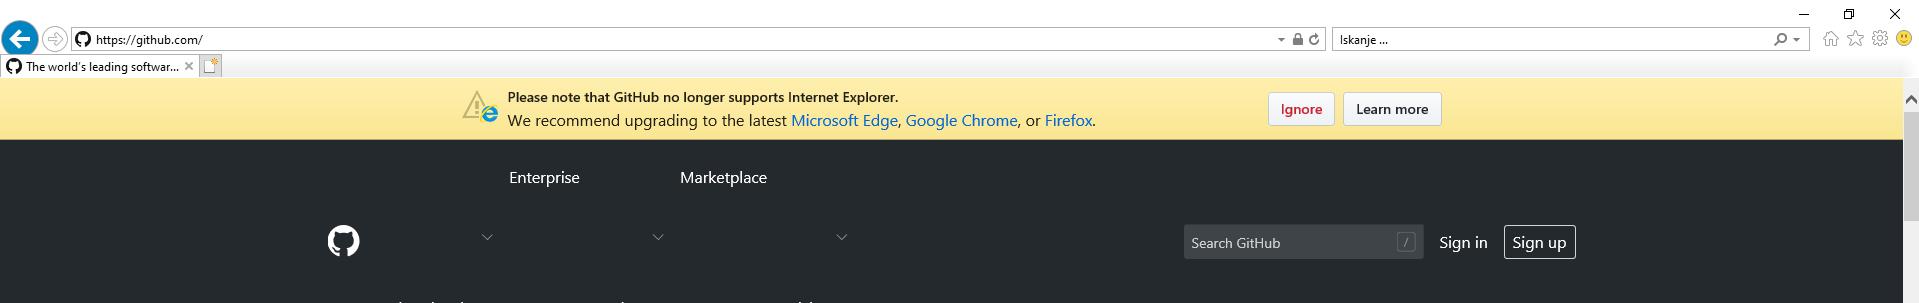 https://github.com/
Iskanje ...
The world's leading softwar...
Please note that GitHub no longer supports Internet Explorer.
We recommend upgrading to the latest Microsoft Edge, Google Chrome, or Firefox.
Ignore
Learn more
Enterprise
Marketplace
Search GitHub
/
Sign in
Sign up